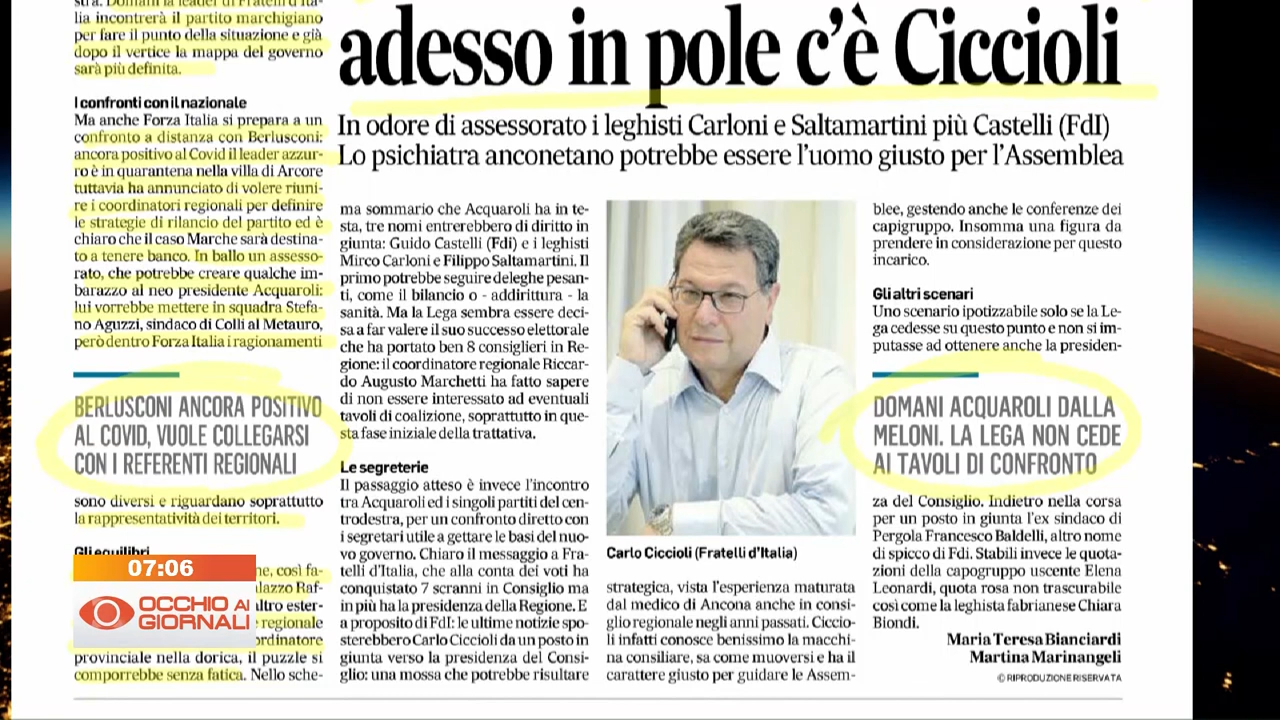 stra. Domani la leader di Fratelli d'Ita-
lia incontrerà il partito marchigiano
per fare il punto della situazione e già
dopo il vertice la mappa del governo
sarà più definita.
I confronti con il nazionale
Ma anche Forza Italia si prepara a un
confronto a distanza con Berlusconi:
ancora positivo al Covid il leader azzur-
ro è in quarantena nella villa di Arcore
tuttavia ha annunciato di volere riuni-
re i coordinatori regionali per definire
le strategie di rilancio del partito ed è
chiaro che il caso Marche sarà destina-
to a tenere banco. In ballo un assesso-
rato, che potrebbe creare qualche im-
barazzo al neo presidente Acquaroli:
lui vorrebbe mettere in squadra Stefa-
no Aguzzi, sindaco di Colli al Metauro,
però dentro Forza Italia i ragionamenti
BERLUSCONI ANCORA POSITIVO
AL COVID, VUOLE COLLEGARSI
CON I REFERENTI REGIONALI
sono diversi e riguardano soprattutto
la rappresentatività dei territori.
Gli equilibri
ne, così fa-
alazzo Raf-
altro ester-
regionale
ordinatore
provinciale nella dorica, il puzzle si
comporrebbe senza fatica. Nello sche-
07:06
OCCHIO AI
GIORNALI
adesso in pole c'è Ciccioli
In odore di assessorato i leghisti Carloni e Saltamartini più Castelli (FdI)
Lo psichiatra anconetano potrebbe essere l'uomo giusto per l'Assemblea
ma sommario che Acquaroli ha in te-
sta, tre nomi entrerebbero di diritto in
giunta: Guido Castelli (Fdi) e i leghisti
Mirco Carloni e Filippo Saltamartini. Il
primo potrebbe seguire deleghe pesan-
ti, come il bilancio o - addirittura - la
sanità. Ma la Lega sembra essere deci-
sa a far valere il suo successo elettorale
che ha portato ben 8 consiglieri in Re-
gione: il coordinatore regionale Riccar-
do Augusto Marchetti ha fatto sapere
di non essere interessato ad eventuali
tavoli di coalizione, soprattutto in que-
sta fase iniziale della trattativa.
Le segreterie
Il passaggio atteso è invece l'incontro
tra Acquaroli ed i singoli partiti del cen-
trodestra, per un confronto diretto con
i segretari utile a gettare le basi del nuo-
vo governo. Chiaro il messaggio a Fra-
telli d'Italia, che alla conta dei voti ha
conquistato 7 scranni in Consiglio ma
in più ha la presidenza della Regione. E
a proposito di FdI: le ultime notizie spo-
sterebbero Carlo Ciccioli da un posto in
giunta verso la presidenza del Consi-
glio: una mossa che potrebbe risultare
Carlo Ciccioli (Fratelli d'Italia)
strategica, vista l'esperienza maturata
dal medico di Ancona anche in consi-
glio regionale negli anni passati. Ciccio-
li infatti conosce benissimo la macchi-
na consiliare, sa come muoversi e ha il
carattere giusto per guidare le Assem-
blee, gestendo anche le conferenze dei
capigruppo. Insomma una figura da
prendere in considerazione per questo
incarico.
Gli altri scenari
Uno scenario ipotizzabile solo se la Le-
ga cedesse su questo punto e non si im-
putasse ad ottenere anche la presiden-
DOMANI ACQUAROLI DALLA
MELONI. LA LEGA NON CEDE
AI TAVOLI DI CONFRONTO
za del Consiglio. Indietro nella corsa
per un posto in giunta l'ex sindaco di
Pergola Francesco Baldelli, altro nome
di spicco di Fdi. Stabili invece le quota-
zioni della capogruppo uscente Elena
Leonardi, quota rosa non trascurabile
così come la leghista fabrianese Chiara
Biondi.
Maria Teresa Bianciardi
Martina Marinangeli
© RIPRODUZIONE RISERVATA